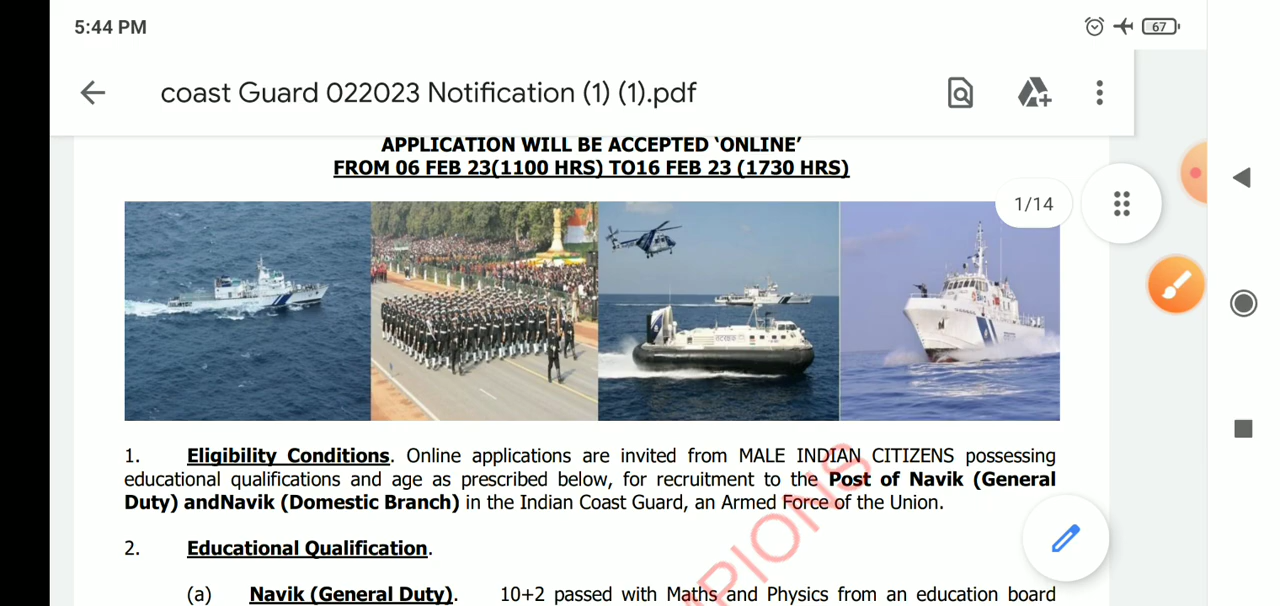 5:44 PM
67
coast Guard 022023 Notification (1) (1).pdf
APPLICATION WILL BE ACCEPTED ‘ONLINE’
FROM 06 FEB 23(1100 HRS) TO16 FEB 23 (1730 HRS)
1/14
1. Eligibility Conditions. Online applications are invited from MALE INDIAN CITIZENS possessing
educational qualifications and age as prescribed below, for recruitment to the Post of Navik (General
Duty) andNavik (Domestic Branch) in the Indian Coast Guard, an Armed Force of the Union.
2. Educational Qualification.
(a) Navik (General Duty). 10+2 passed with Maths and Physics from an education board